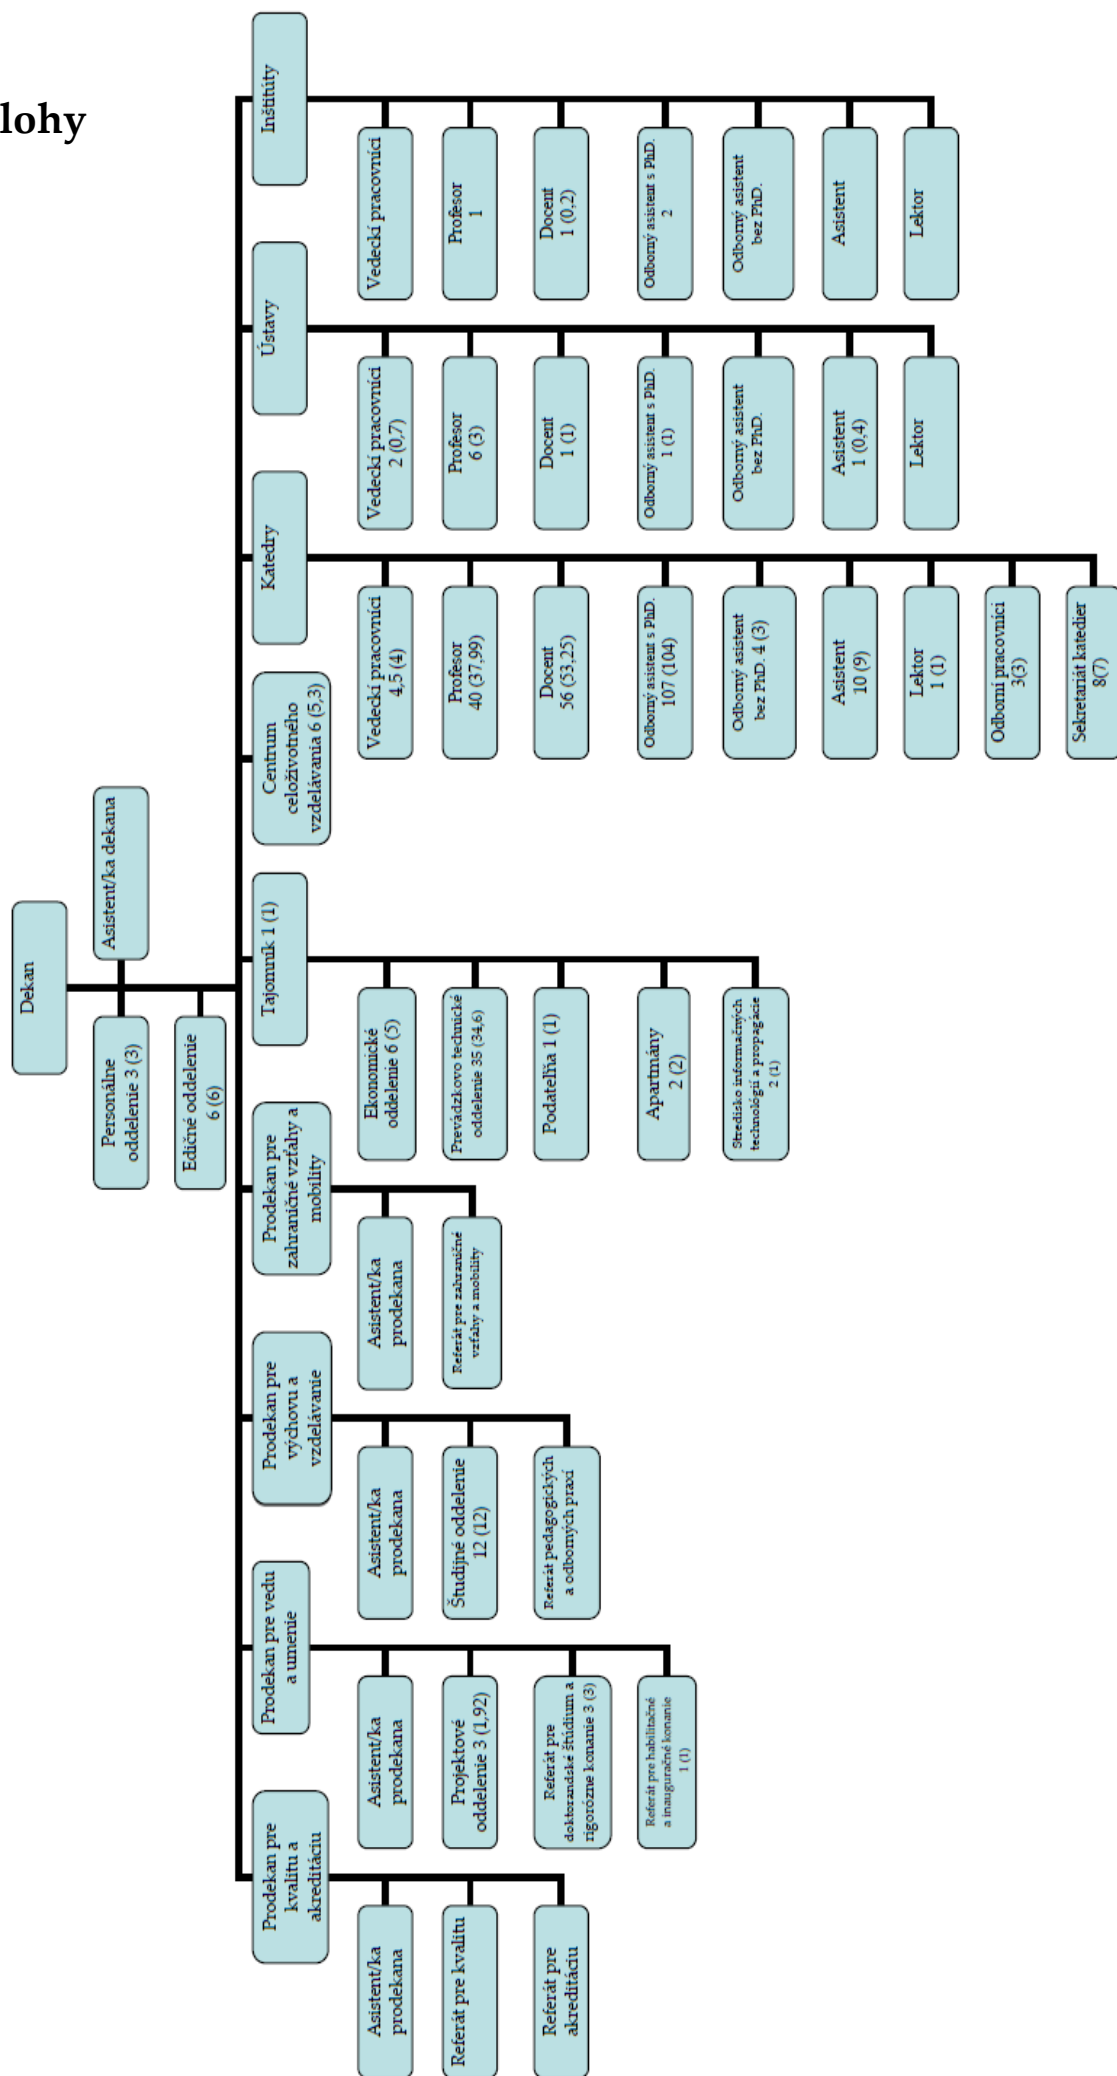 lohy
Dekan
Asistent/ka dekana
Personálne
oddelenie 3 (3)
Edičné oddelenie
6 (6)
Prodekan pre
kvalitu a
akreditáciu
Asistent/ka
prodekana
Referát pre kvalitu
Referát pre
akreditáciu
Prodekan pre vedu
a umenie
Asistent/ka
prodekana
Projektové
oddelenie 3 (1,92)
Referát pre
doktorandské štúdium a
rigorózne konanie 3 (3)
Referát pre habilitačné
a inauguračné konanie
1 (1)
Prodekan pre
výchovu a
vzdelávanie
Asistent/ka
prodekana
Študijné oddelenie
12 (12)
Referát pedagogických
a odborných praxí
Prodekan pre
zahraničné vzťahy a
mobility
Asistent/ka
prodekana
Referát pre zahraničné
vzťahy a mobility
Tajomník 1 (1)
Ekonomické
oddelenie 6 (5)
Prevádzkovo technické
oddelenie 35 (34,6)
Podateľňa 1 (1)
Apartmány
2 (2)
Stredisko informačných
technológií a propagácie
2 (1)
Centrum
celoživotného
vzdelávania 6 (5,3)
Katedry
Vedeckí pracovníci
4,5 (4)
Profesor
40 (37,99)
Docent
56 (53,25)
Odborný asistent s PhD.
107 (104)
Odborný asistent
bez PhD. 4 (3)
Asistent
10 (9)
Lektor
1 (1)
Odborní pracovníci
3(3)
Sekretariát katedier
8(7)
Ústavy
Vedeckí pracovníci
2 (0,7)
Profesor
6 (3)
Docent
1 (1)
Odborný asistent s PhD.
1 (1)
Odborný asistent
bez PhD.
Asistent
1 (0,4)
Lektor
Inštitúty
Vedeckí pracovníci
Profesor
1
Docent
1 (0,2)
Odborný asistent s PhD.
2
Odborný asistent
bez PhD.
Asistent
Lektor